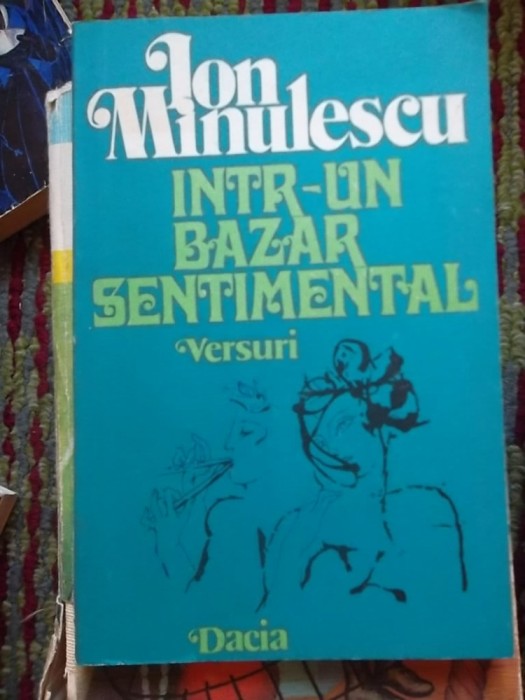 Ion
Minulescu
INTR-UN
BAZAR
SENTIMENTAL
Versuri
Dacia